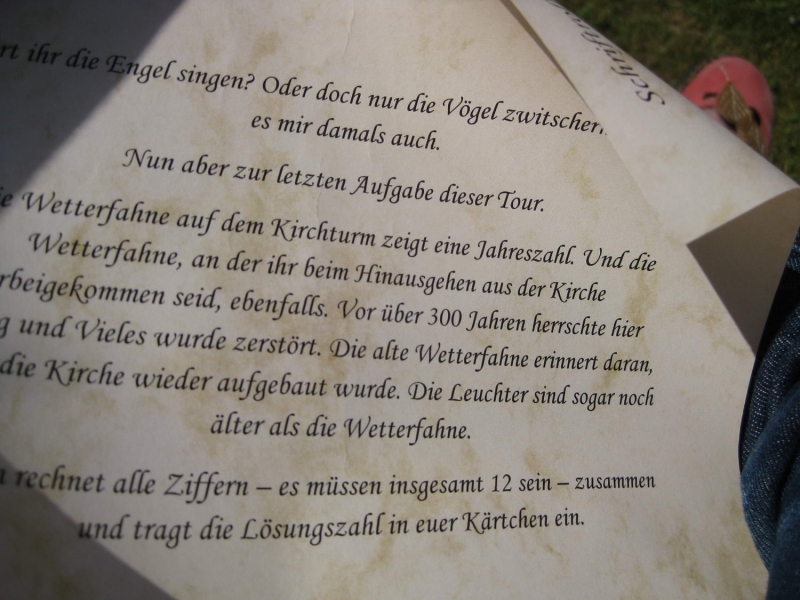 rt ihr die Engel singen? Oder doch nur die Vögel zwitschern
es mir damals auch.
Nun aber zur letzten Aufgabe dieser Tour.
e Wetterfahne auf dem Kirchturm zeigt eine Jahreszahl. Und die
Wetterfahne, an der ihr beim Hinausgehen aus der Kirche
rbeigekommen seid, ebenfalls. Vor über 300 Jahren herrschte hier
g und Vieles wurde zerstört. Die alte Wetterfahne erinnert daran,
die Kirche wieder aufgebaut wurde. Die Leuchter sind sogar noch
älter als die Wetterfahne.
rechnet alle Ziffern – es müssen insgesamt 12 sein – zusammen
und tragt die Lösungszahl in euer Kärtchen ein.